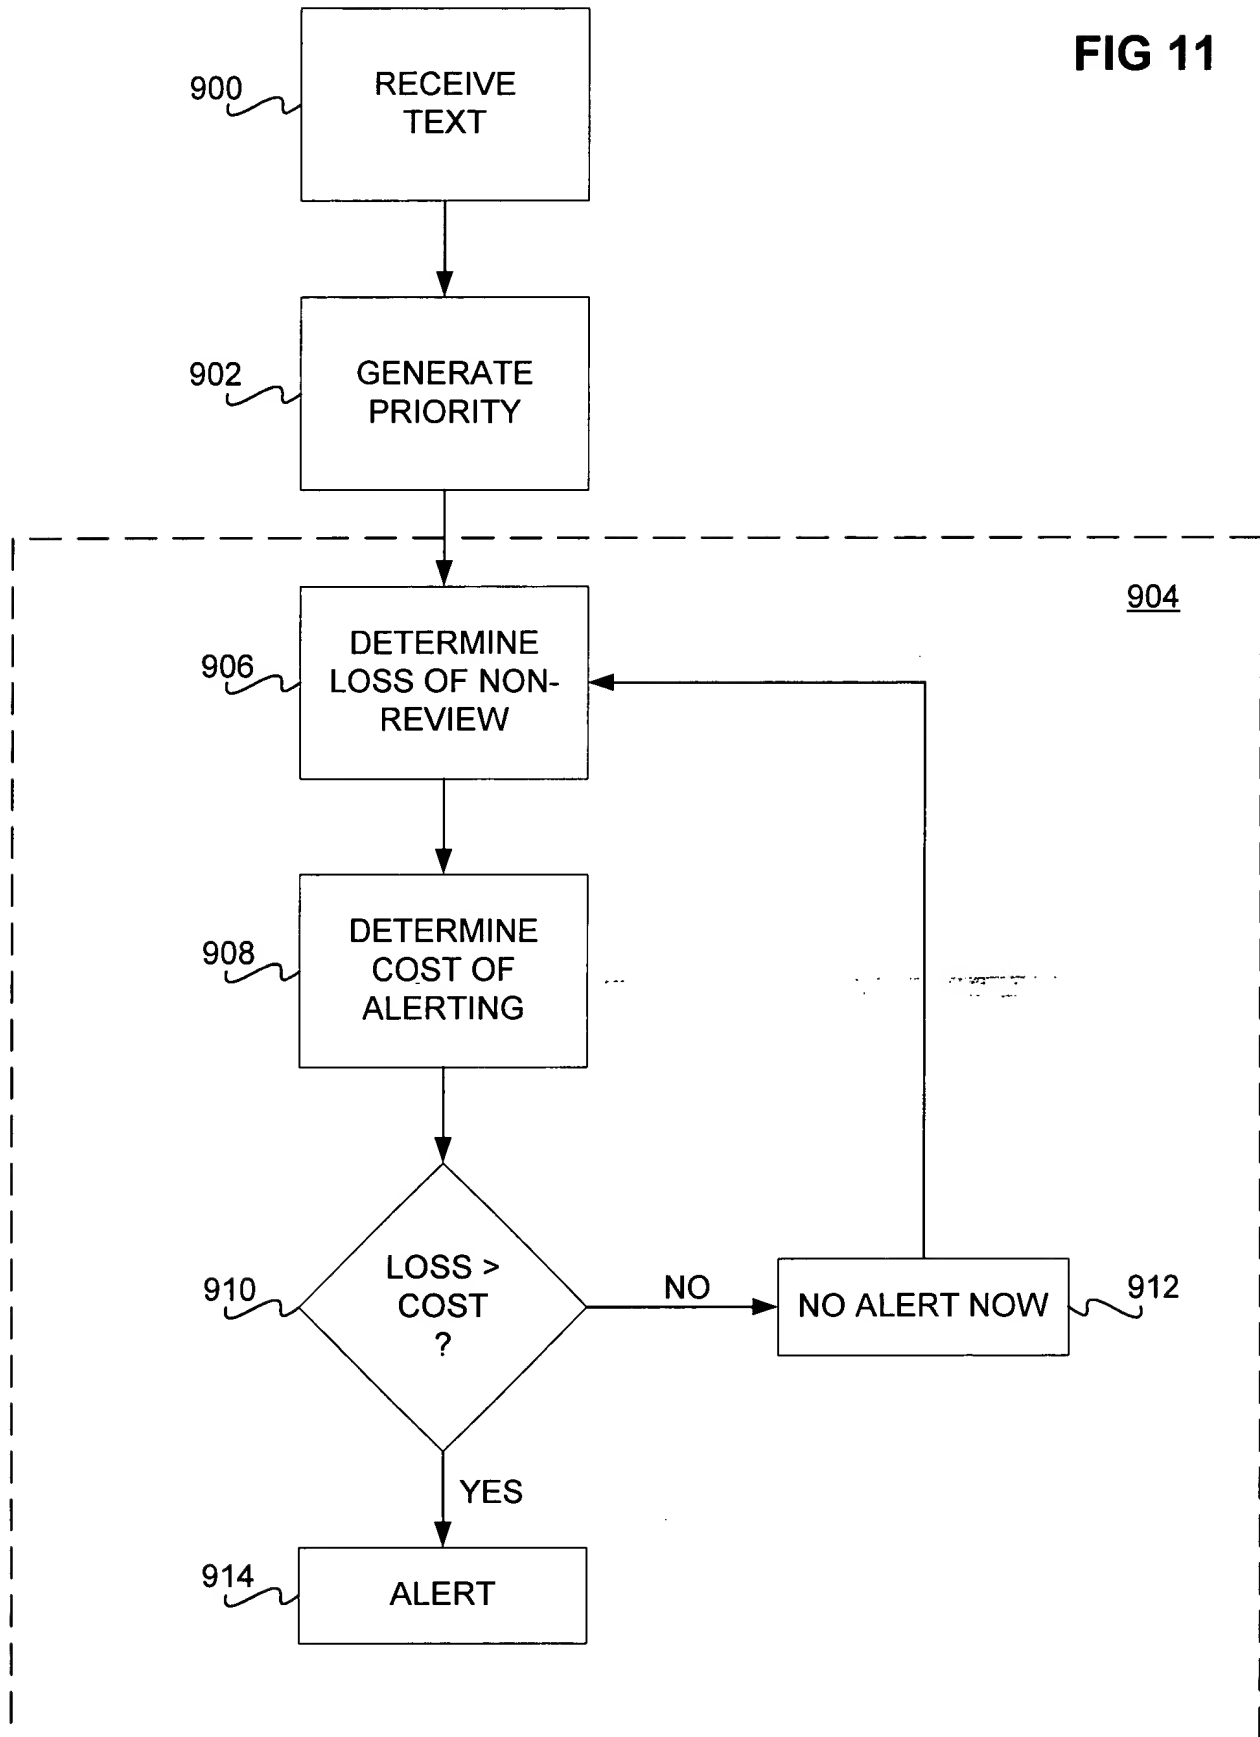 FIG 11
900
RECEIVE
TEXT
902
GENERATE
PRIORITY
904
906
DETERMINE
LOSS OF NON-
REVIEW
908
DETERMINE
COST OF
ALERTING
910
LOSS >
COST
?
NO
NO ALERT NOW
912
YES
914
ALERT